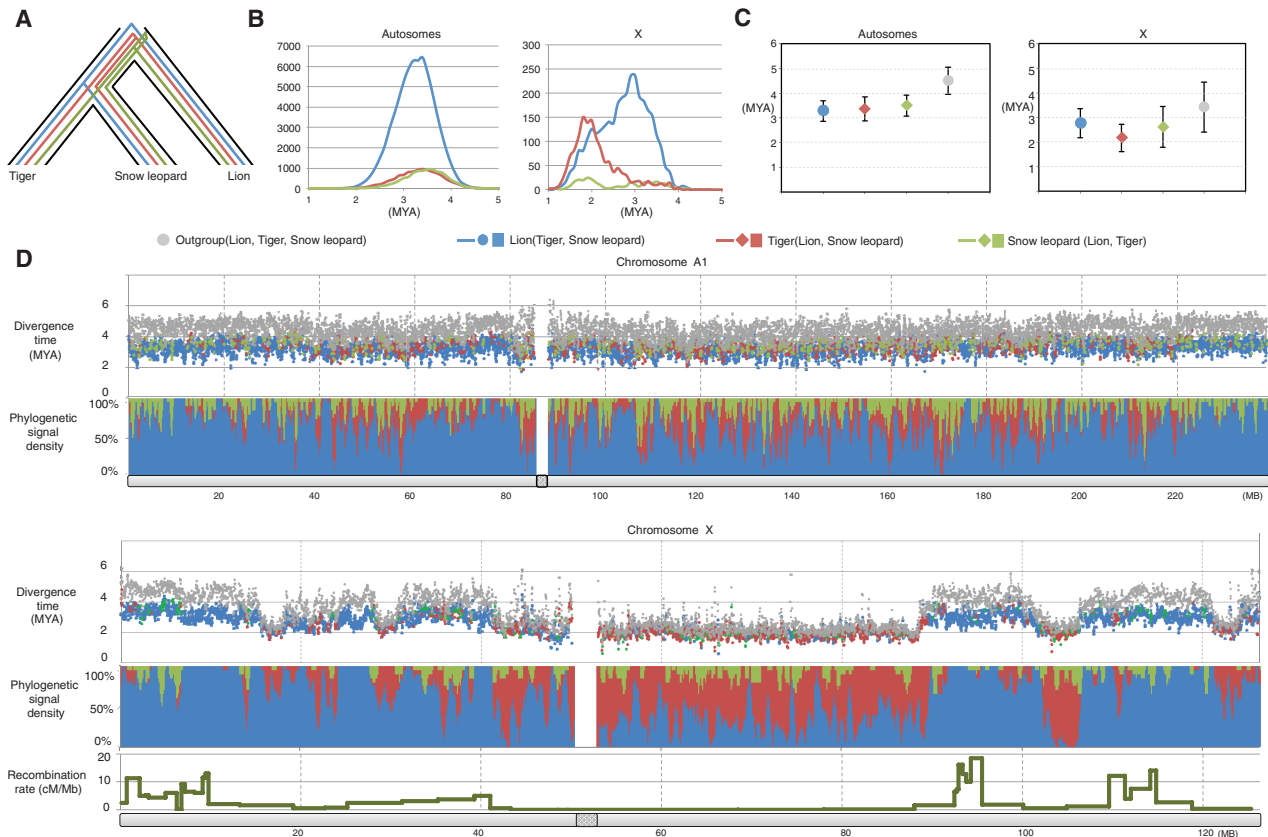 A
Tiger
Snow leopard
Lion
B
Autosomes
7000
6000
5000
4000
3000
2000
1000
0
1 2 3 4 5
(MYA)
X
300
250
200
150
100
50
0
1 2 3 4 5
(MYA)
C
Autosomes
6
5
4
(MYA)
3
2
1
X
6
5
4
(MYA)
3
2
1
Outgroup(Lion, Tiger, Snow leopard)
Lion(Tiger, Snow leopard)
Tiger(Lion, Snow leopard)
Snow leopard (Lion, Tiger)
D
Chromosome A1
Divergence
time
(MYA)
6
4
2
0
Phylogenetic
signal
density
100%
50%
0%
20 40 60 80 100 120 140 160 180 200 220 (MB)
Chromosome X
Divergence
time
(MYA)
6
4
2
0
Phylogenetic
signal
density
100%
50%
0%
Recombination
rate (cM/Mb)
20
10
0
20 40 60 80 100 120 (MB)